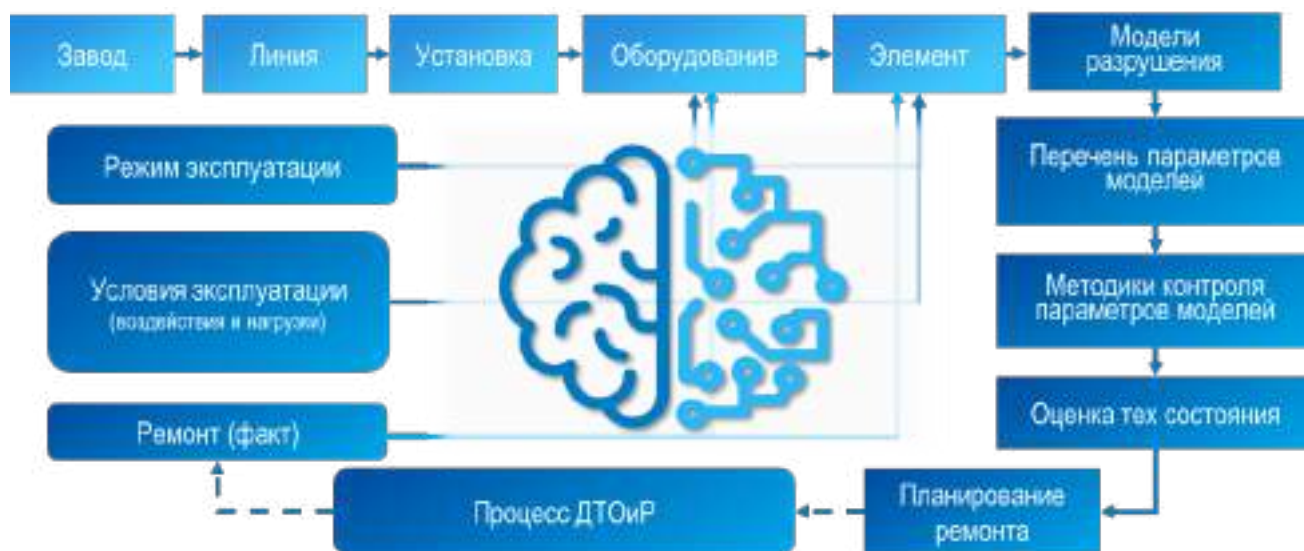 Завод
Линия
Установка
Оборудование
Элемент
Модели
разрушения
Режим эксплуатации
Перечень параметров
моделей
Условия эксплуатации
(воздействия и нагрузки)
Методики контроля
параметров моделей
Ремонт (факт)
Оценка тех состояния
Процесс ДТОиР
Планирование
ремонта